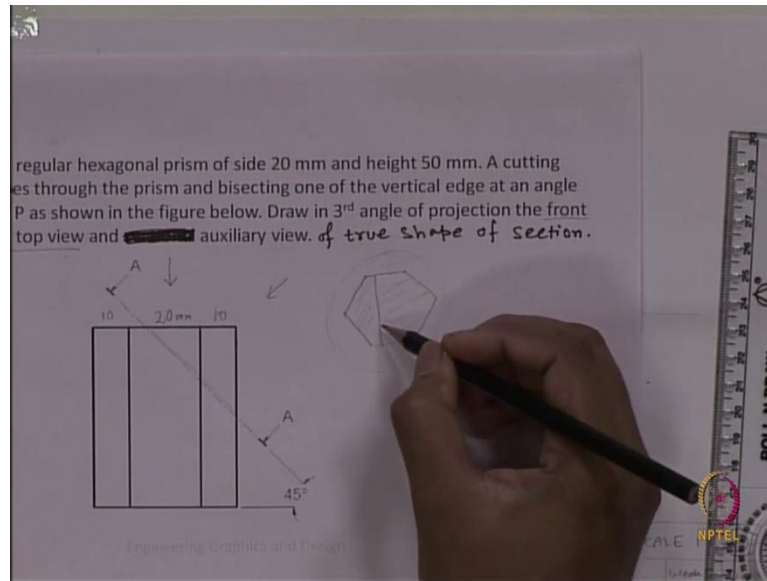 regular hexagonal prism of side 20 mm and height 50 mm. A cutting
es through the prism and bisecting one of the vertical edge at an angle
P as shown in the figure below. Draw in 3rd angle of projection the front
top view and auxiliary view. of true shape of section.
A
10 20mm 10
A
45°
Engineering Graphics and Design
NPTEL
CALE